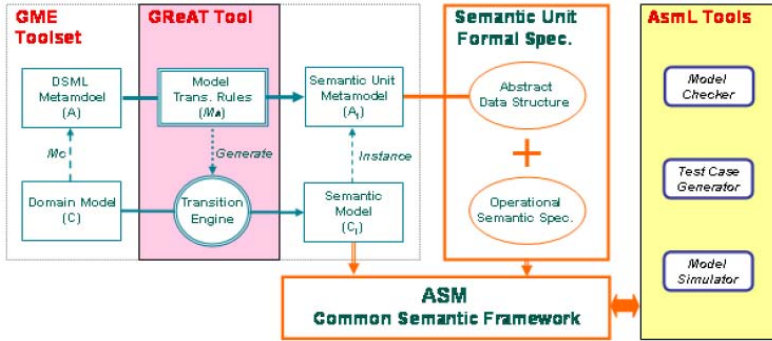 GME
Toolset
GReAT Tool
Semantic Unit
Formal Spec.
AsmL Tools
DSML
Metamdoel
(A)
Model
Trans. Rules
(Ma)
Semantic Unit
Metamodel
(A₁)
Abstract
Data Structure
Model
Checker
Mc
Generate
Instance
Test Case
Generator
Domain Model
(C)
Transition
Engine
Semantic
Model
(C₁)
Operational
Semantic Spec.
Model
Simulator
ASM
Common Semantic Framework